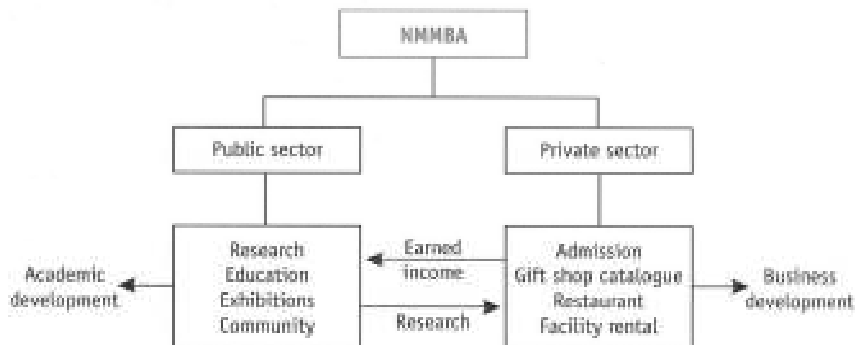 NMMBA
Public sector
Private sector
Academic
development
Research
Education
Exhibitions
Community
Earned
income
Research
Admission
Gift shop catalogue
Restaurant
Facility rental
Business
development